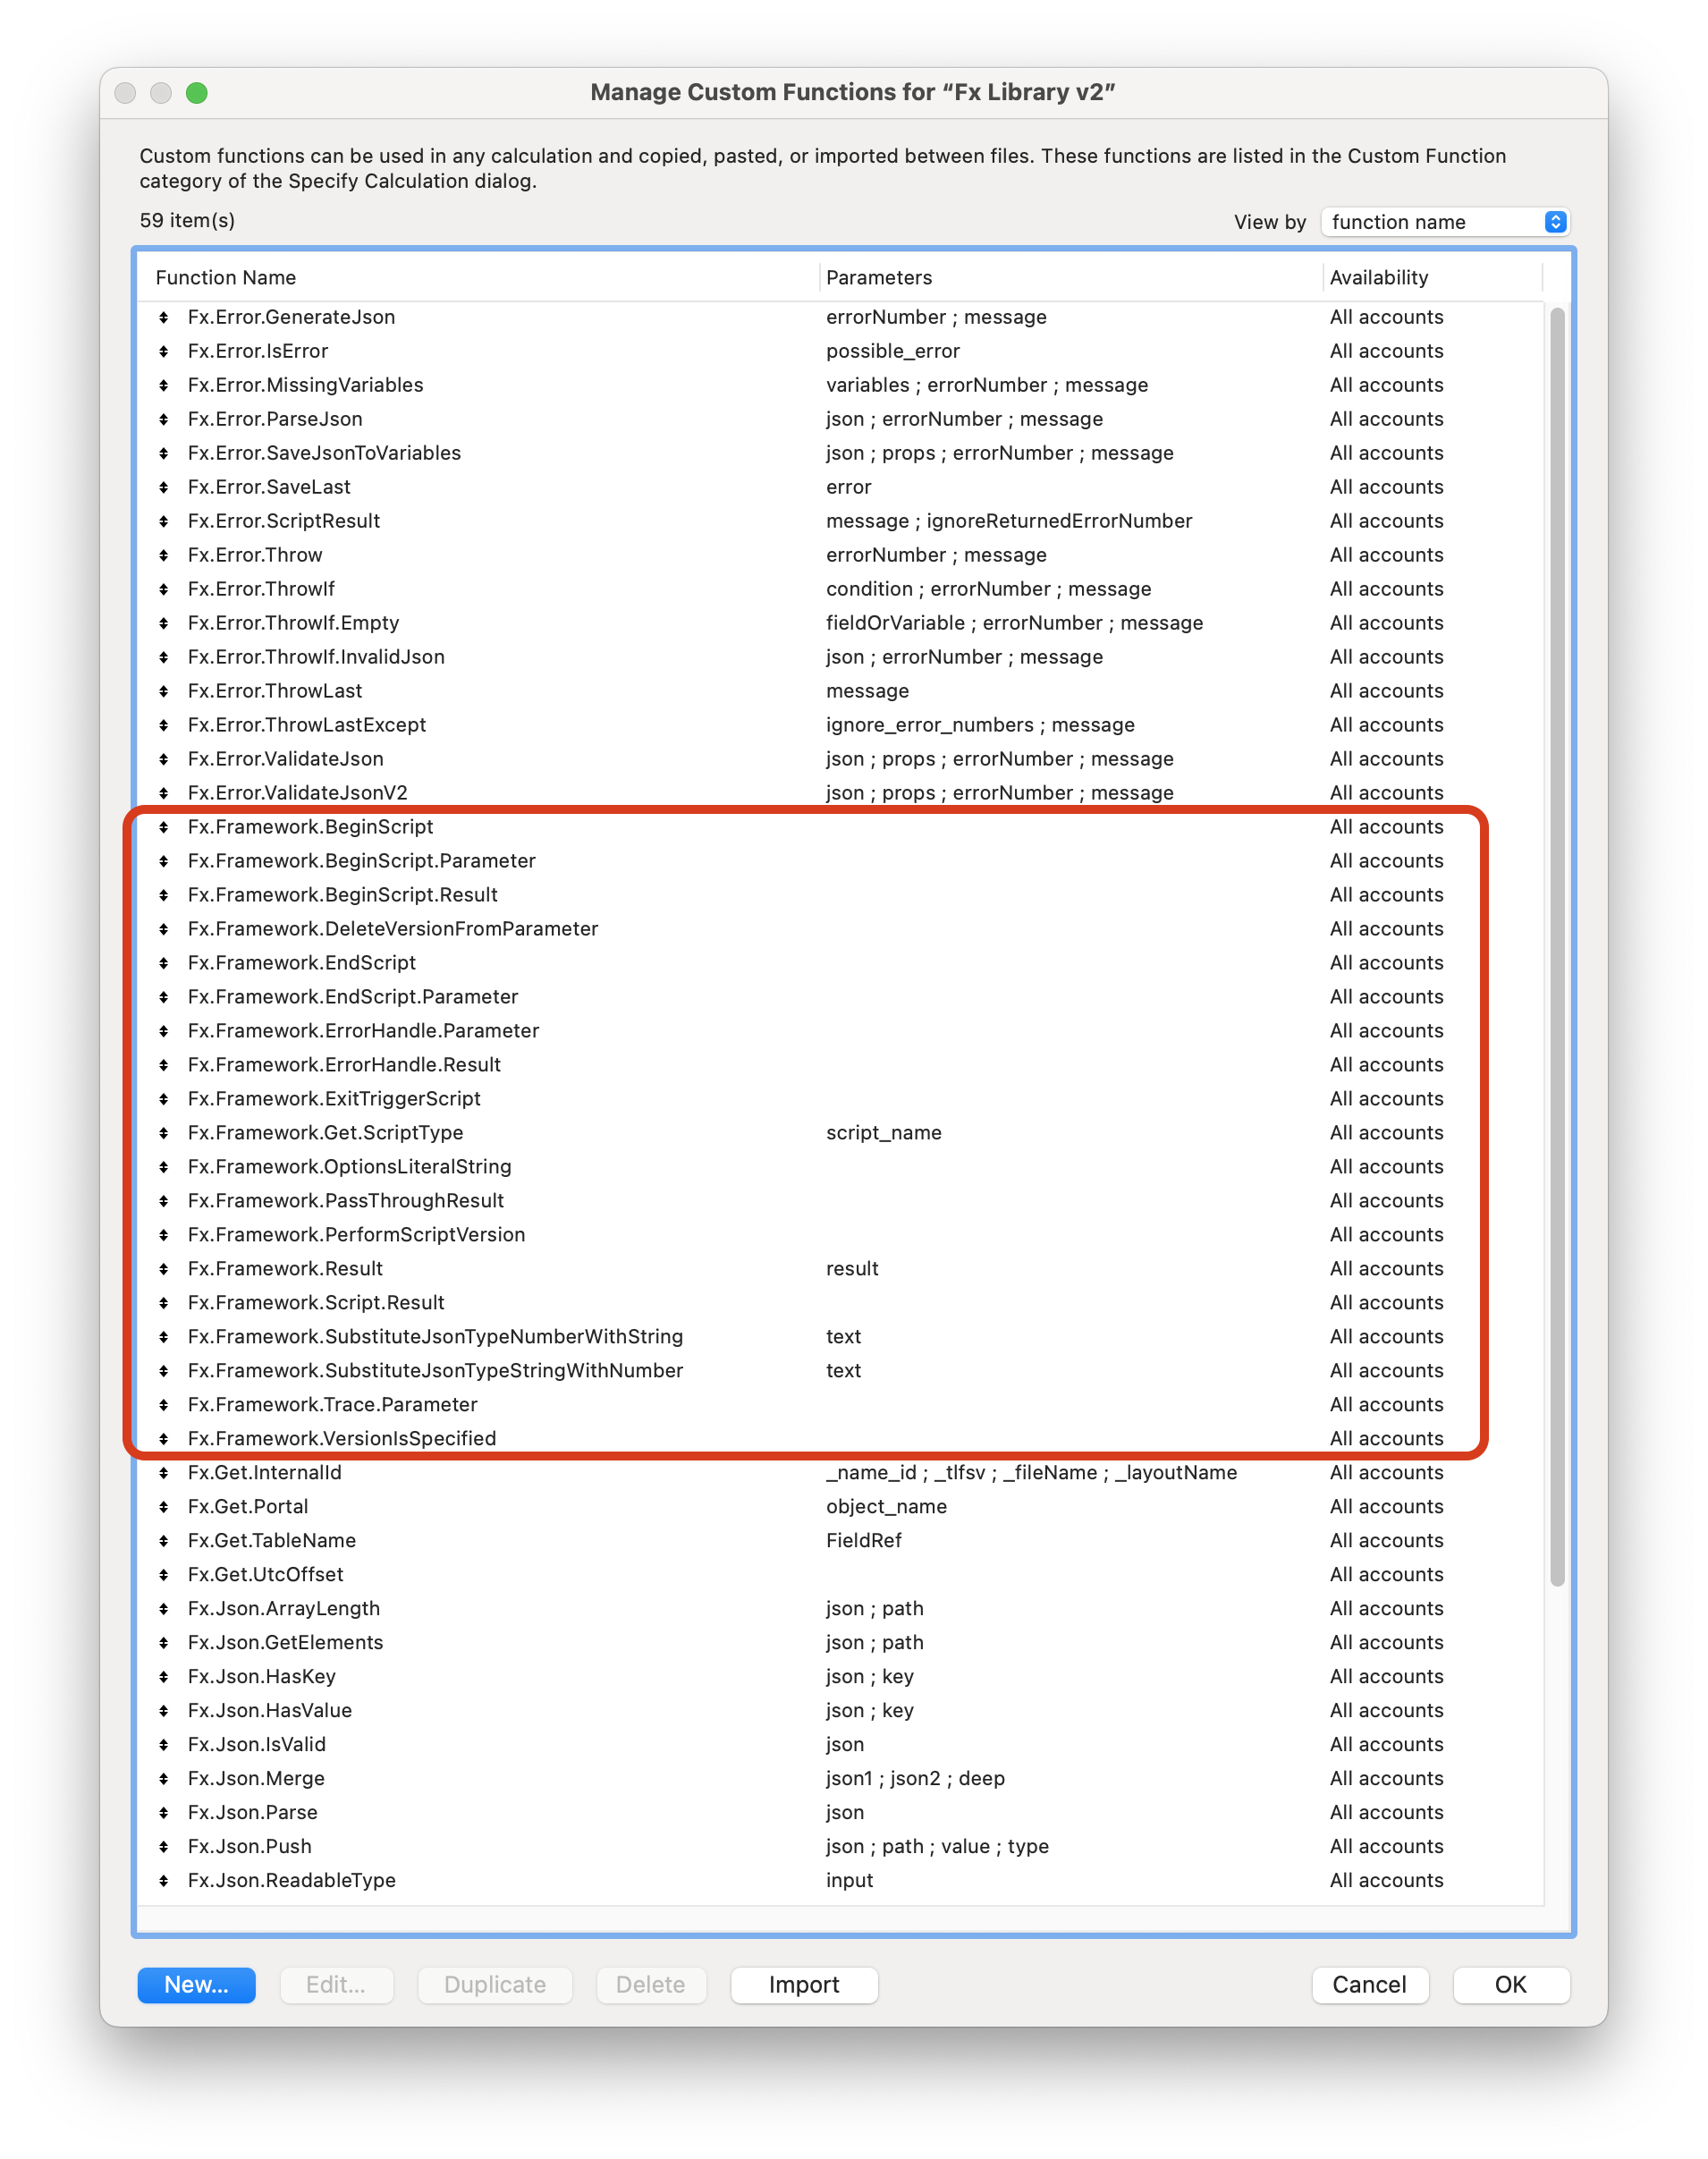 Manage Custom Functions for “Fx Library v2”
Custom functions can be used in any calculation and copied, pasted, or imported between files. These functions are listed in the Custom Function
category of the Specify Calculation dialog.
59 item(s) View by function name
Function Name Parameters Availability
Fx.Error.GenerateJson errorNumber ; message All accounts
Fx.Error.IsError possible_error All accounts
Fx.Error.MissingVariables variables ; errorNumber ; message All accounts
Fx.Error.ParseJson json ; errorNumber ; message All accounts
Fx.Error.SaveJsonToVariables json ; props ; errorNumber ; message All accounts
Fx.Error.SaveLast error All accounts
Fx.Error.ScriptResult message ; ignoreReturnedErrorNumber All accounts
Fx.Error.Throw errorNumber ; message All accounts
Fx.Error.ThrowIf condition ; errorNumber ; message All accounts
Fx.Error.ThrowIf.Empty fieldOrVariable ; errorNumber ; message All accounts
Fx.Error.ThrowIf.InvalidJson json ; errorNumber ; message All accounts
Fx.Error.ThrowLast message All accounts
Fx.Error.ThrowLastExcept ignore_error_numbers ; message All accounts
Fx.Error.ValidateJson json ; props ; errorNumber ; message All accounts
Fx.Error.ValidateJsonV2 json ; props ; errorNumber ; message All accounts
Fx.Framework.BeginScript All accounts
Fx.Framework.BeginScript.Parameter All accounts
Fx.Framework.BeginScript.Result All accounts
Fx.Framework.DeleteVersionFromParameter All accounts
Fx.Framework.EndScript All accounts
Fx.Framework.EndScript.Parameter All accounts
Fx.Framework.ErrorHandle.Parameter All accounts
Fx.Framework.ErrorHandle.Result All accounts
Fx.Framework.ExitTriggerScript All accounts
Fx.Framework.Get.ScriptType script_name All accounts
Fx.Framework.OptionsLiteralString All accounts
Fx.Framework.PassThroughResult All accounts
Fx.Framework.PerformScriptVersion All accounts
Fx.Framework.Result result All accounts
Fx.Framework.Script.Result All accounts
Fx.Framework.SubstituteJsonTypeNumberWithString text All accounts
Fx.Framework.SubstituteJsonTypeStringWithNumber text All accounts
Fx.Framework.Trace.Parameter All accounts
Fx.Framework.VersionIsSpecified All accounts
Fx.Get.InternalId _name_id ; _tlfsv ; _fileName ; _layoutName All accounts
Fx.Get.Portal object_name All accounts
Fx.Get.TableName FieldRef All accounts
Fx.Get.UtcOffset All accounts
Fx.Json.ArrayLength json ; path All accounts
Fx.Json.GetElements json ; path All accounts
Fx.Json.HasKey json ; key All accounts
Fx.Json.HasValue json ; key All accounts
Fx.Json.IsValid json All accounts
Fx.Json.Merge json1 ; json2 ; deep All accounts
Fx.Json.Parse json All accounts
Fx.Json.Push json ; path ; value ; type All accounts
Fx.Json.ReadableType input All accounts
New... Edit... Duplicate Delete Import Cancel OK